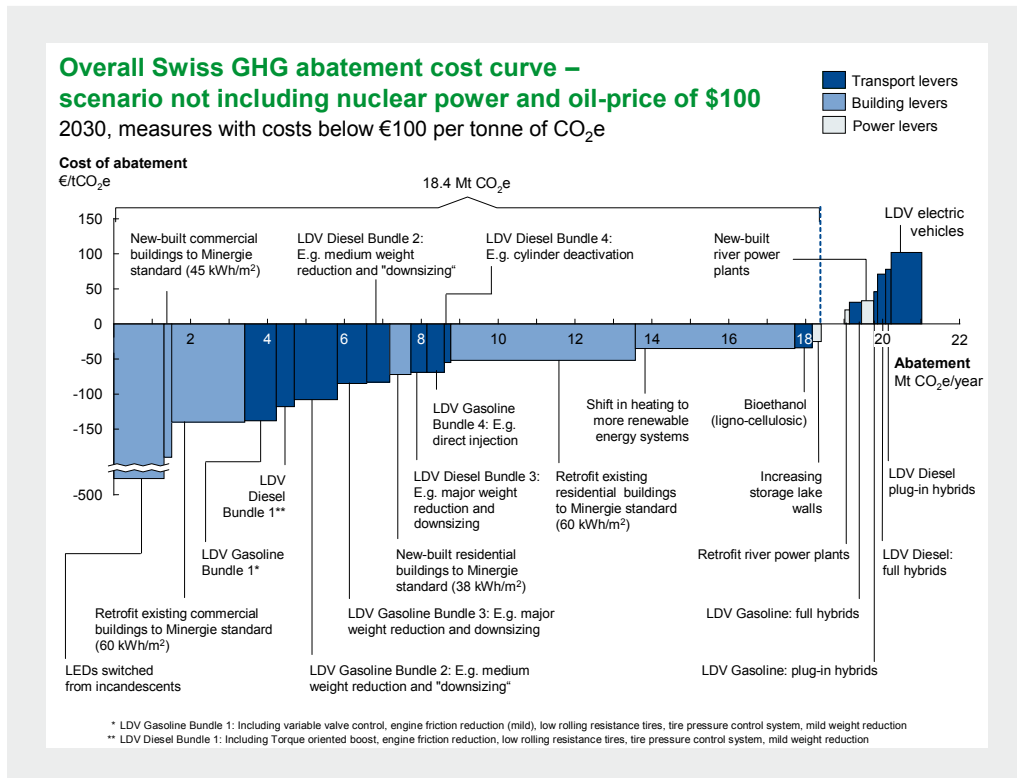 Overall Swiss GHG abatement cost curve –
scenario not including nuclear power and oil-price of $100
2030, measures with costs below €100 per tonne of CO₂e
Transport levers
Building levers
Power levers
Cost of abatement
€/tCO₂e
18.4 Mt CO₂e
150
100
50
0
-50
-100
-150
-500
New-built commercial
buildings to Minergie
standard (45 kWh/m²)
LDV Diesel Bundle 2:
E.g. medium weight
reduction and "downsizing“
LDV Diesel Bundle 4:
E.g. cylinder deactivation
New-built
river power
plants
LDV electric
vehicles
2
4
6
8
10
12
14
16
18
20
22
Abatement
Mt CO₂e/year
LDV
Diesel
Bundle 1**
LDV Gasoline
Bundle 1*
Retrofit existing commercial
buildings to Minergie standard
(60 kWh/m²)
LEDs switched
from incandescents
LDV Gasoline
Bundle 4: E.g.
direct injection
LDV Diesel Bundle 3:
E.g. major weight
reduction and
downsizing
New-built residential
buildings to Minergie
standard (38 kWh/m²)
LDV Gasoline Bundle 3: E.g. major
weight reduction and downsizing
LDV Gasoline Bundle 2: E.g. medium
weight reduction and "downsizing“
Shift in heating to
more renewable
energy systems
Retrofit existing
residential buildings
to Minergie standard
(60 kWh/m²)
Bioethanol
(ligno-cellulosic)
Increasing
storage lake
walls
Retrofit river power plants
LDV Gasoline: full hybrids
LDV Gasoline: plug-in hybrids
LDV Diesel
plug-in hybrids
LDV Diesel:
full hybrids
* LDV Gasoline Bundle 1: Including variable valve control, engine friction reduction (mild), low rolling resistance tires, tire pressure control system, mild weight reduction
** LDV Diesel Bundle 1: Including Torque oriented boost, engine friction reduction, low rolling resistance tires, tire pressure control system, mild weight reduction